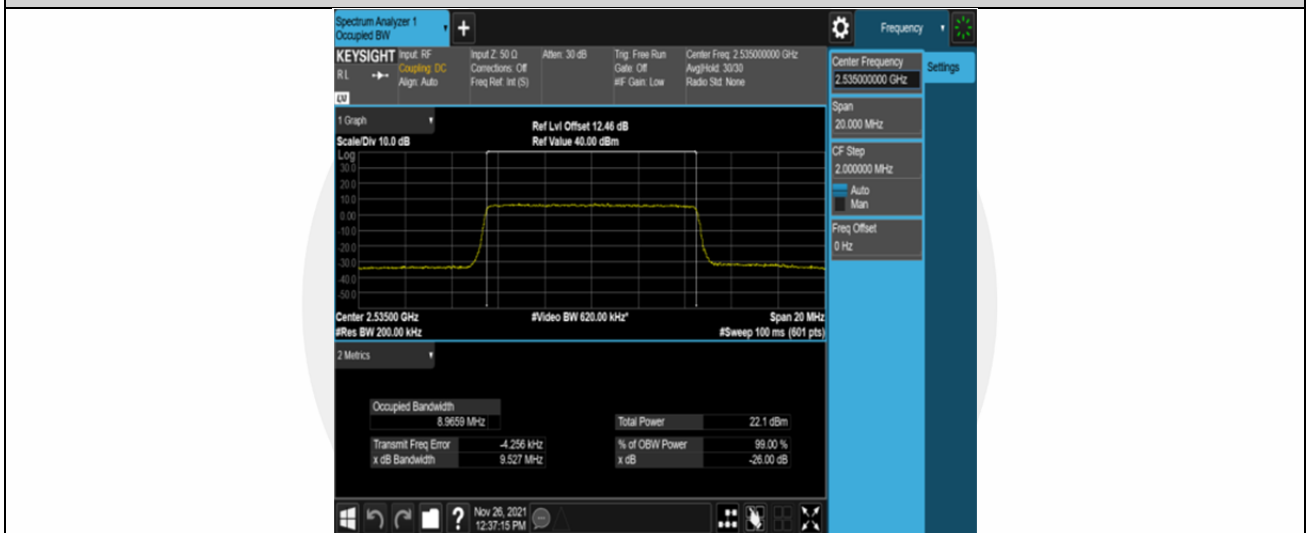 Spectrum Analyzer 1
Occupied BW
Frequency
KEYSIGHT
Input: RF
Coupling: DC
Align: Auto
R L
LXI
Input Z: 50 Ω
Corrections: Off
Freq Ref: Int (S)
Atten: 30 dB
Trig: Free Run
Gate: Off
#IF Gain: Low
Center Freq: 2.535000000 GHz
Avg|Hold: 30/30
Radio Std: None
1 Graph
Scale/Div 10.0 dB
Ref Lvl Offset 12.46 dB
Ref Value 40.00 dBm
Log
30.0
20.0
10.0
0.00
-10.0
-20.0
-30.0
-40.0
-50.0
Center 2.53500 GHz
#Video BW 620.00 kHz*
Span 20 MHz
#Res BW 200.00 kHz
#Sweep 100 ms (601 pts)
2 Metrics
Occupied Bandwidth
8.9659 MHz
Total Power 22.1 dBm
Transmit Freq Error -4.256 kHz
% of OBW Power 99.00 %
x dB Bandwidth 9.527 MHz
x dB -26.00 dB
?
Nov 26, 2021
12:37:15 PM
Center Frequency
2.535000000 GHz
Settings
Span
20.000 MHz
CF Step
2.000000 MHz
Auto
Man
Freq Offset
0 Hz